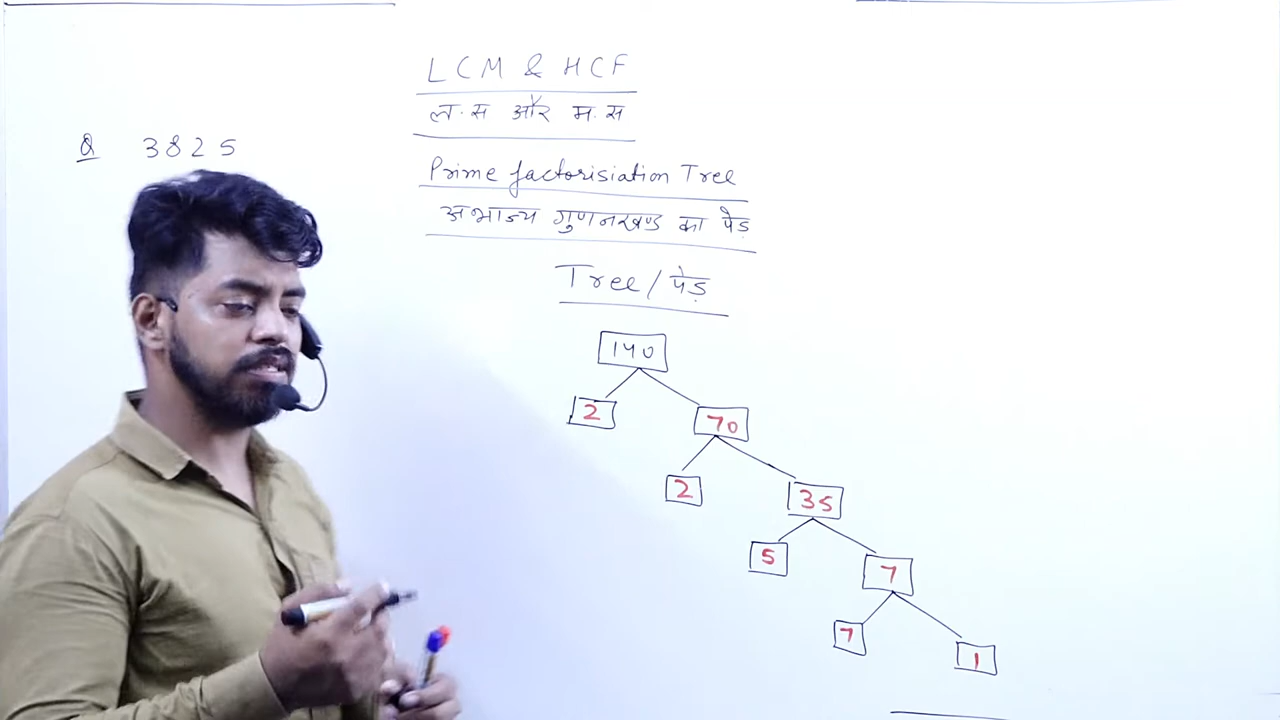 LCM & HCF
ल.स और म.स
Q 3825
Prime factorisiation Tree
अभाज्य गुणनखण्ड का पेड़
Tree / पेड़
140
2 70
2 35
5 7
7 1